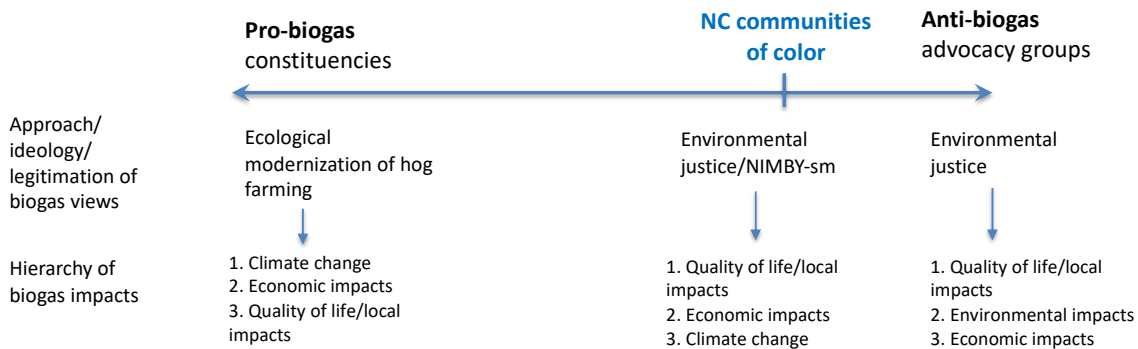 Pro-biogas
constituencies
NC communities
of color
Anti-biogas
advocacy groups
Approach/
ideology/
legitimation of
biogas views
Ecological
modernization of hog
farming
Environmental
justice/NIMBY-sm
Environmental
justice
Hierarchy of
biogas impacts
1. Climate change
2. Economic impacts
3. Quality of life/local
impacts
1. Quality of life/local
impacts
2. Economic impacts
3. Climate change
1. Quality of life/local
impacts
2. Environmental impacts
3. Economic impacts